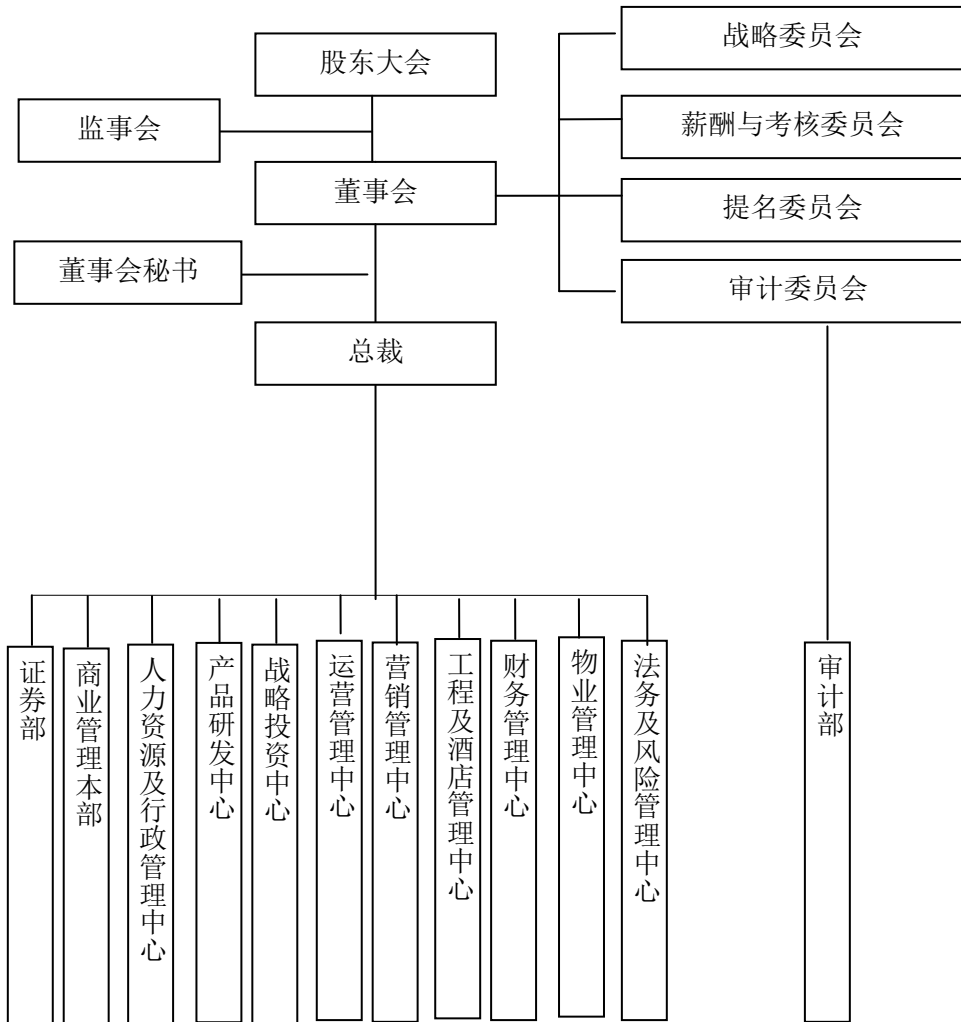 股东大会
战略委员会
监事会
薪酬与考核委员会
董事会
提名委员会
董事会秘书
审计委员会
总裁
证券部
商业管理本部
人力资源及行政管理中心
产品研发中心
战略投资中心
运营管理中心
营销管理中心
工程及酒店管理中心
财务管理中心
物业管理中心
法务及风险管理中心
审计部